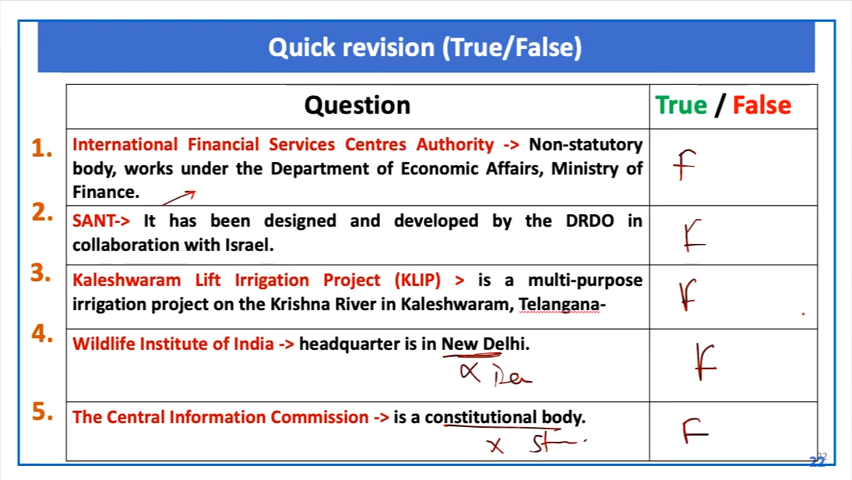 Quick revision (True/False)
Question
True / False
1.
International Financial Services Centres Authority -> Non-statutory
body, works under the Department of Economic Affairs, Ministry of
Finance.
F
2.
SANT-> It has been designed and developed by the DRDO in
collaboration with Israel.
F
3.
Kaleshwaram Lift Irrigation Project (KLIP) > is a multi-purpose
irrigation project on the Krishna River in Kaleshwaram, Telangana-
F
4.
Wildlife Institute of India -> headquarter is in New Delhi.
F
5.
The Central Information Commission -> is a constitutional body.
x
F
22
22